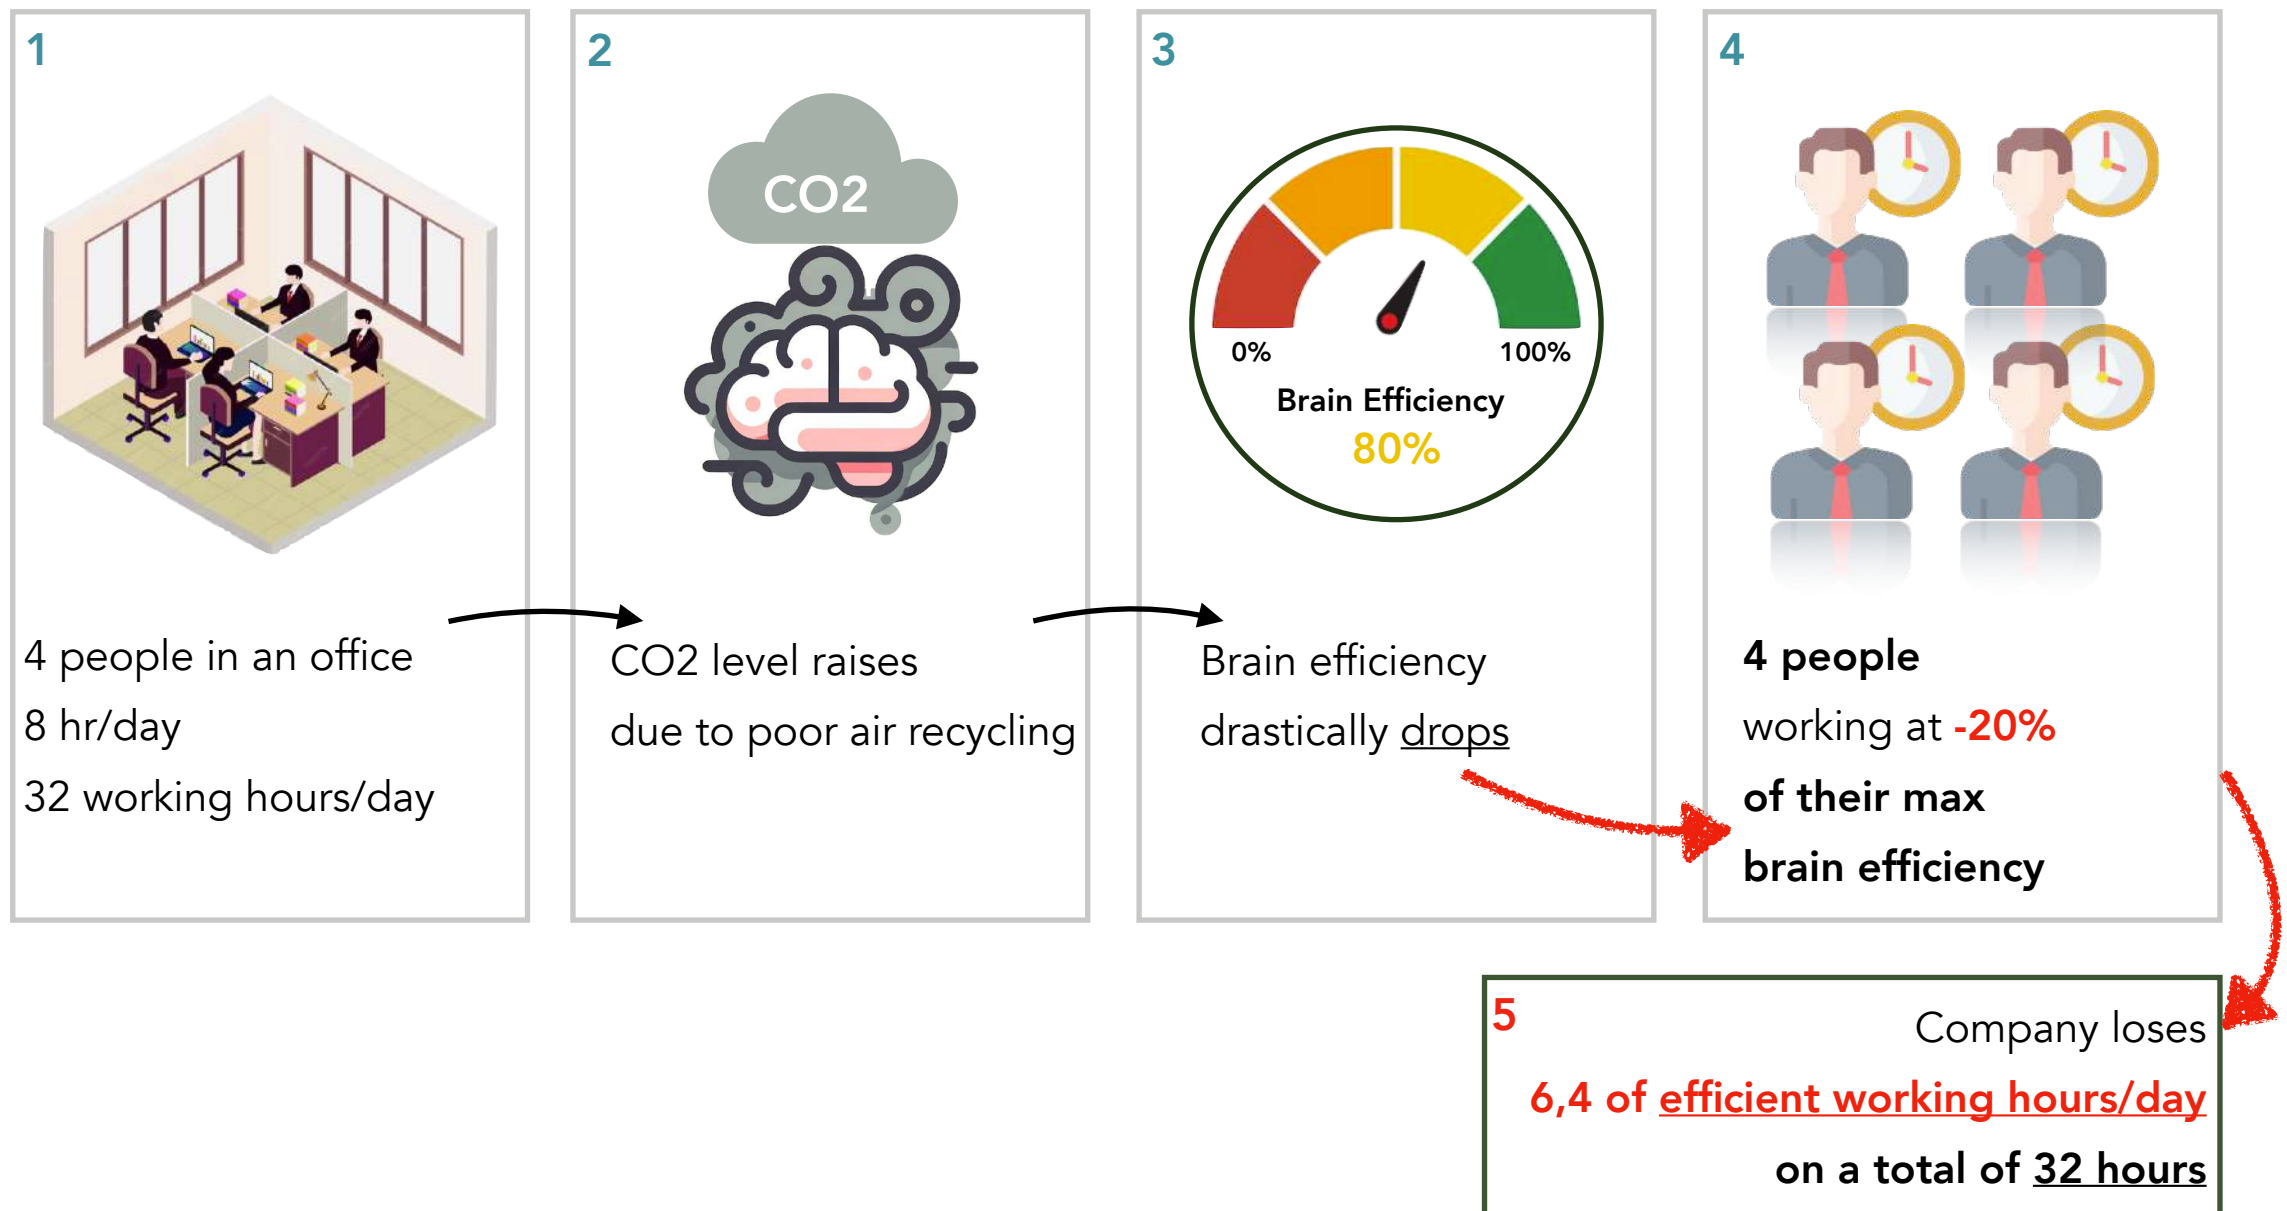 1
4 people in an office
8 hr/day
32 working hours/day
2
CO2
CO2 level raises
due to poor air recycling
3
0%
100%
Brain Efficiency
80%
Brain efficiency
drastically drops
4
4 people
working at -20%
of their max
brain efficiency
5
Company loses
6,4 of efficient working hours/day
on a total of 32 hours